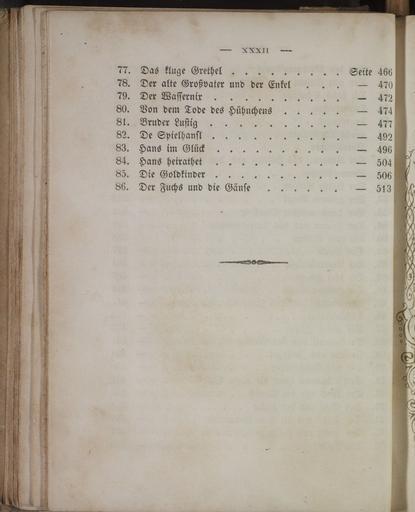 — XXXII —
77. Das kluge Grethel . . . . . . . . . . Seite 466
78. Der alte Großvater und der Enkel . . . — 470
79. Der Wassernix . . . . . . . . . . . — 472
80. Von dem Tode des Hühnchens . . . . . — 474
81. Bruder Lustig . . . . . . . . . . . — 477
82. De Spielhansl . . . . . . . . . . . — 492
83. Hans im Glück . . . . . . . . . . . — 496
84. Hans heirathet . . . . . . . . . . . — 504
85. Die Goldkinder . . . . . . . . . . . — 506
86. Der Fuchs und die Gänse . . . . . . — 513